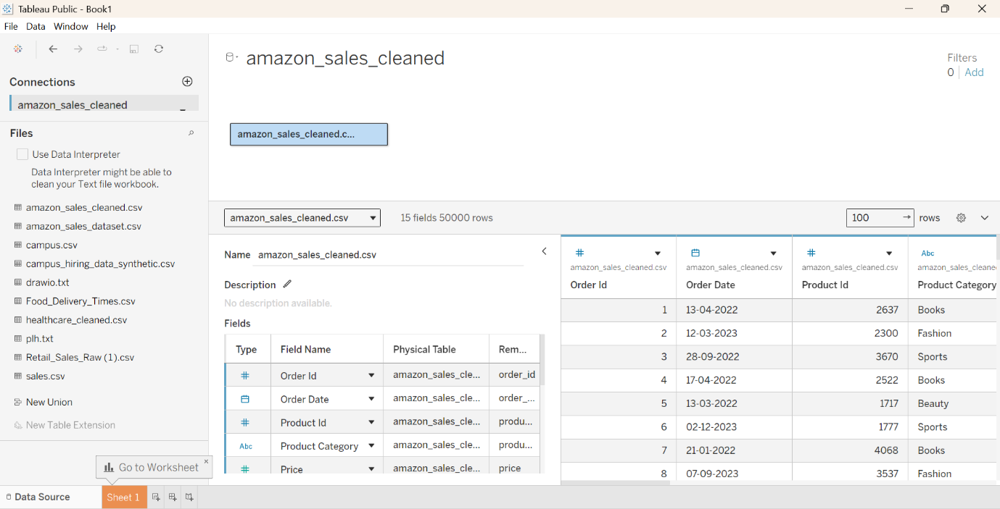 Tableau Public - Book1
File Data Window Help
Connections
amazon_sales_cleaned
Files
Use Data Interpreter
Data Interpreter might be able to
clean your Text file workbook.
amazon_sales_cleaned.csv
amazon_sales_dataset.csv
campus.csv
campus_hiring_data_synthetic.csv
drawio.txt
Food_Delivery_Times.csv
healthcare_cleaned.csv
plh.txt
Retail_Sales_Raw (1).csv
sales.csv
New Union
New Table Extension
Go to Worksheet
amazon_sales_cleaned
Filters
0 Add
amazon_sales_cleaned.c...
amazon_sales_cleaned.csv 15 fields 50000 rows 100 rows
Name amazon_sales_cleaned.csv
Description
No description available.
Fields
Type Field Name Physical Table Rem...
# Order Id amazon_sales_cle... order_id
Order Date amazon_sales_cle... order_...
# Product Id amazon_sales_cle... produ...
Abc Product Category amazon_sales_cle... produ...
# Price amazon_sales_cle... price
# # Abc
amazon_sales_cleaned.csv amazon_sales_cleaned.csv amazon_sales_cleaned.csv amazon_sales_cleane
Order Id Order Date Product Id Product Category
1 13-04-2022 2637 Books
2 12-03-2023 2300 Fashion
3 28-09-2022 3670 Sports
4 17-04-2022 2522 Books
5 13-03-2022 1717 Beauty
6 02-12-2023 1777 Sports
7 21-01-2022 4068 Books
8 07-09-2023 3537 Fashion
Data Source Sheet 1